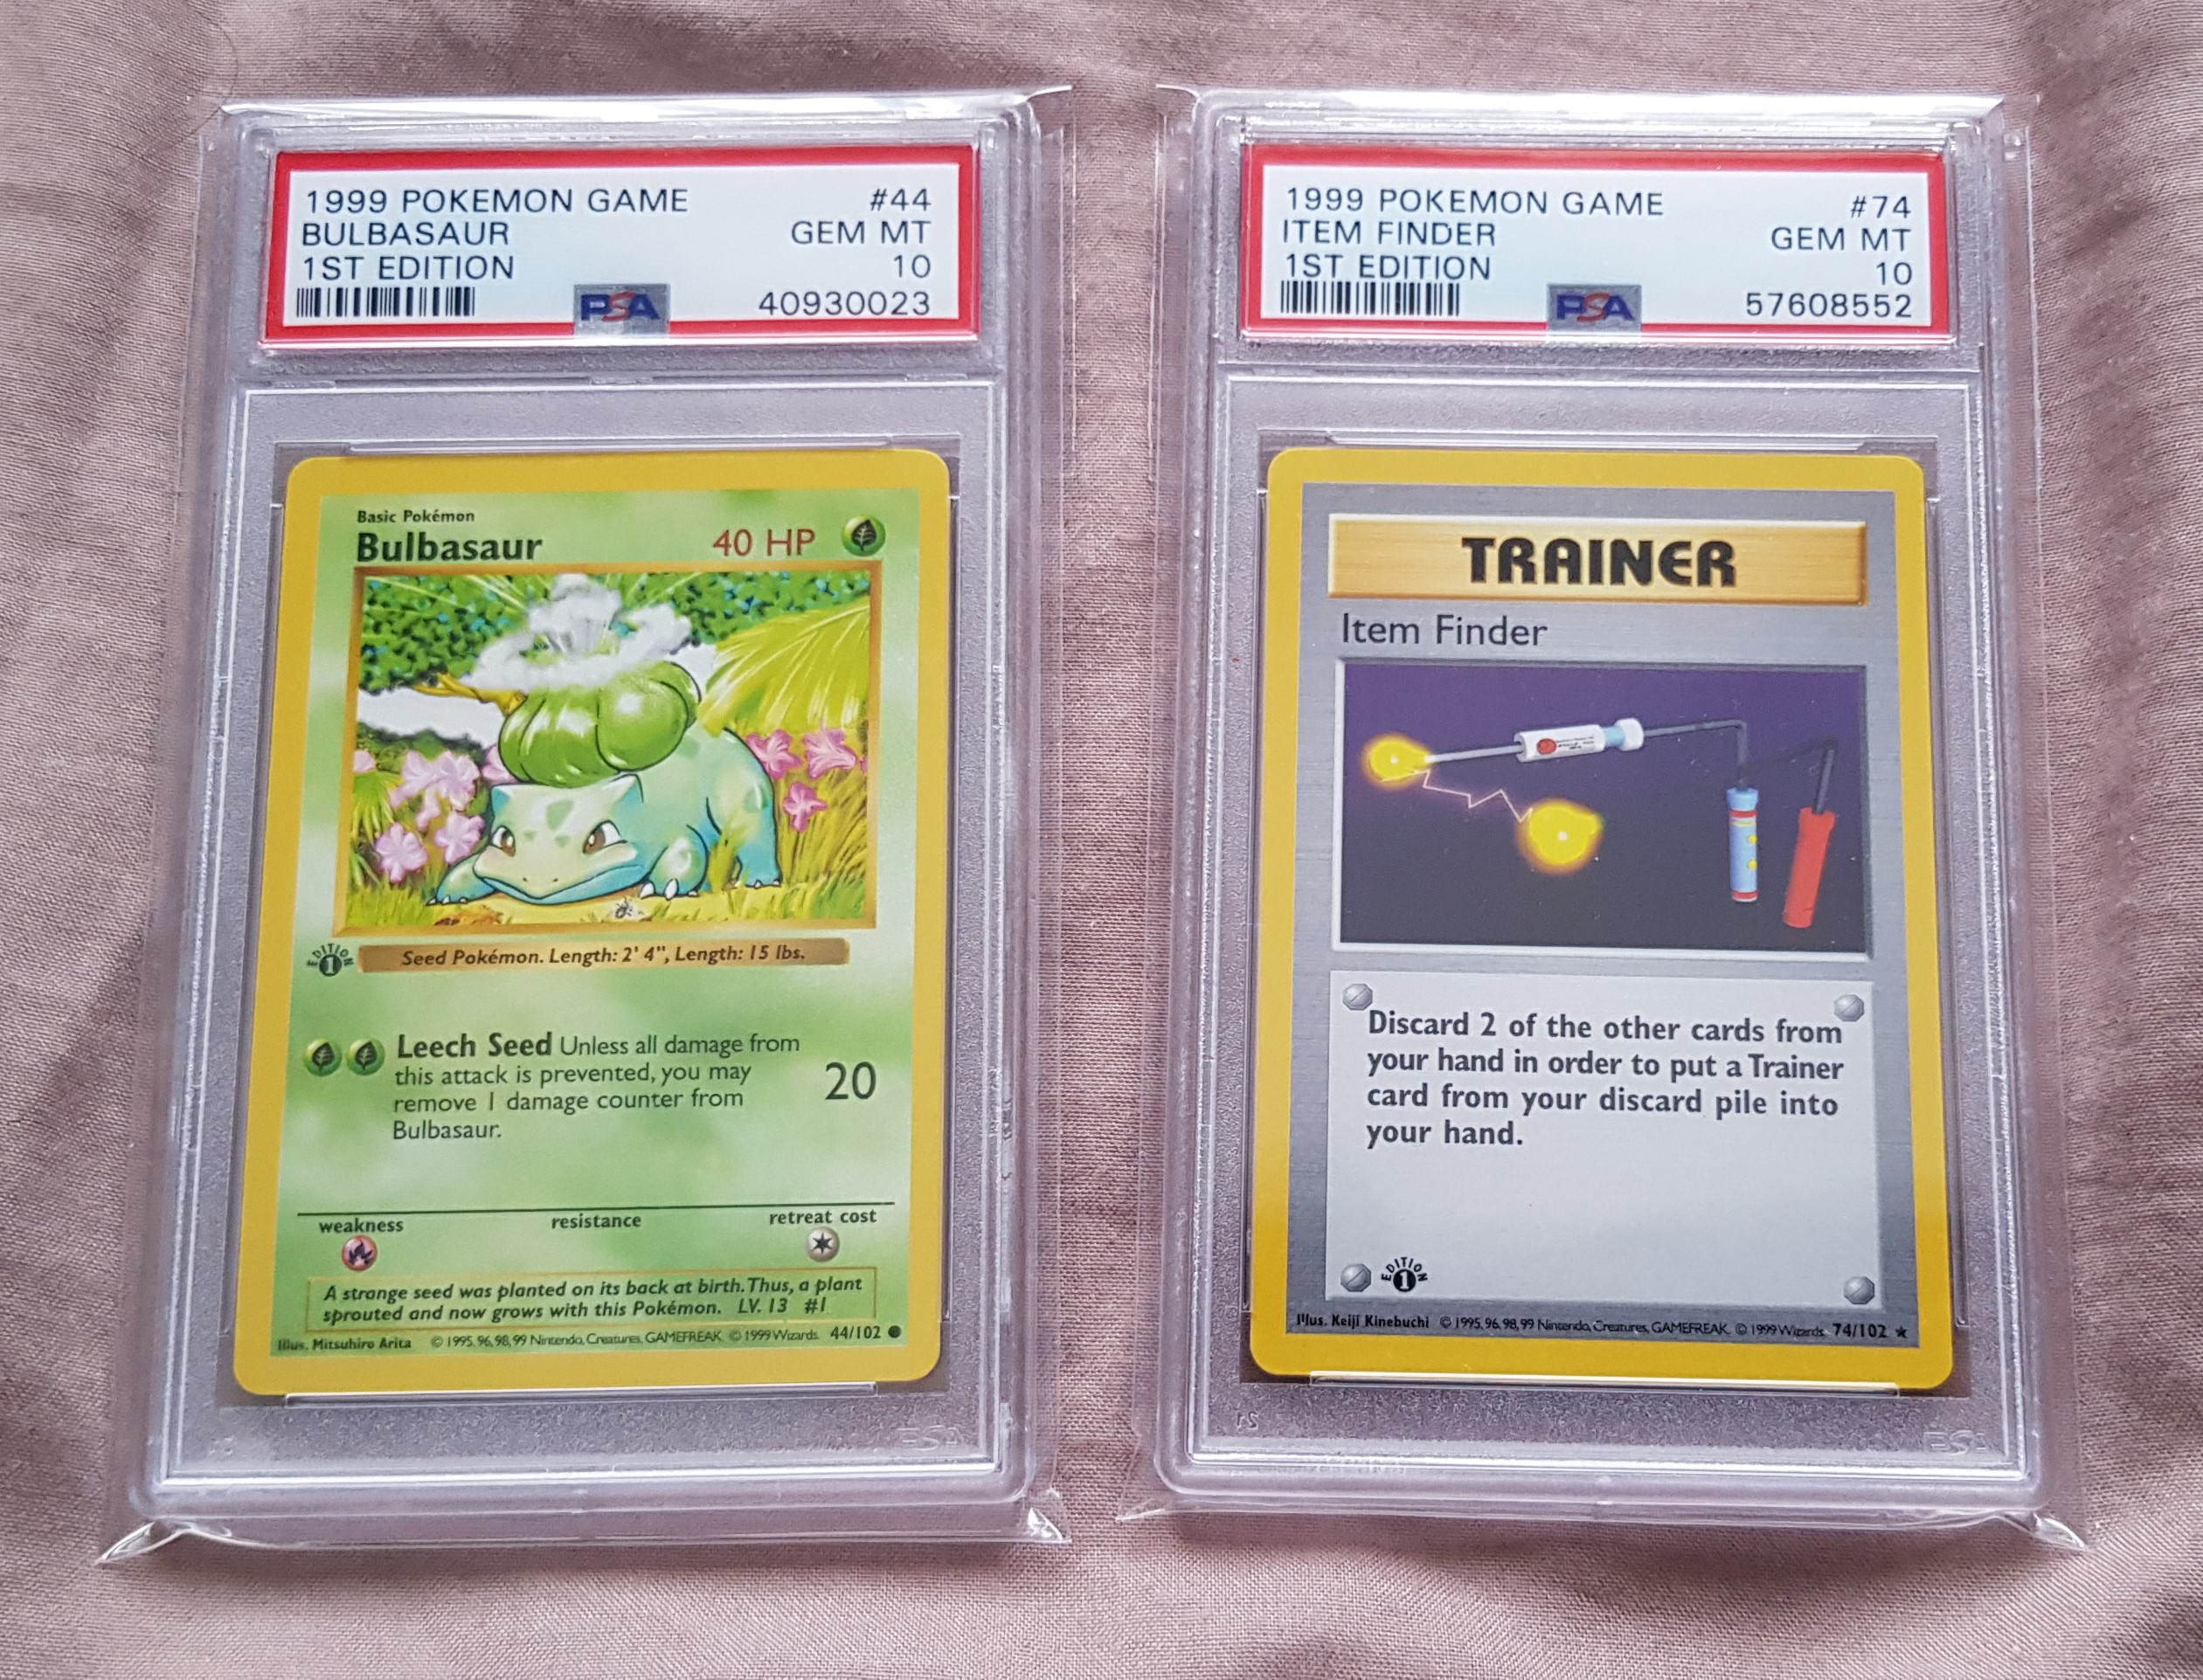 1999 POKEMON GAME #44
BULBASAUR GEM MT
1ST EDITION 10
PSA 40930023
Basic Pokémon
Bulbasaur 40 HP
EDITION 1
Seed Pokémon. Length: 2' 4", Length: 15 lbs.
Leech Seed Unless all damage from
this attack is prevented, you may
remove 1 damage counter from
Bulbasaur.
20
weakness resistance retreat cost
A strange seed was planted on its back at birth. Thus, a plant
sprouted and now grows with this Pokémon. LV. 13 #1
Illus. Mitsuhiro Arita © 1995, 96, 98, 99 Nintendo, Creatures, GAMEFREAK. © 1999 Wizards. 44/102
1999 POKEMON GAME #74
ITEM FINDER GEM MT
1ST EDITION 10
PSA 57608552
TRAINER
Item Finder
Discard 2 of the other cards from
your hand in order to put a Trainer
card from your discard pile into
your hand.
EDITION 1
Illus. Keiji Kinebuchi © 1995, 96, 98, 99 Nintendo, Creatures, GAMEFREAK. © 1999 Wizards. 74/102